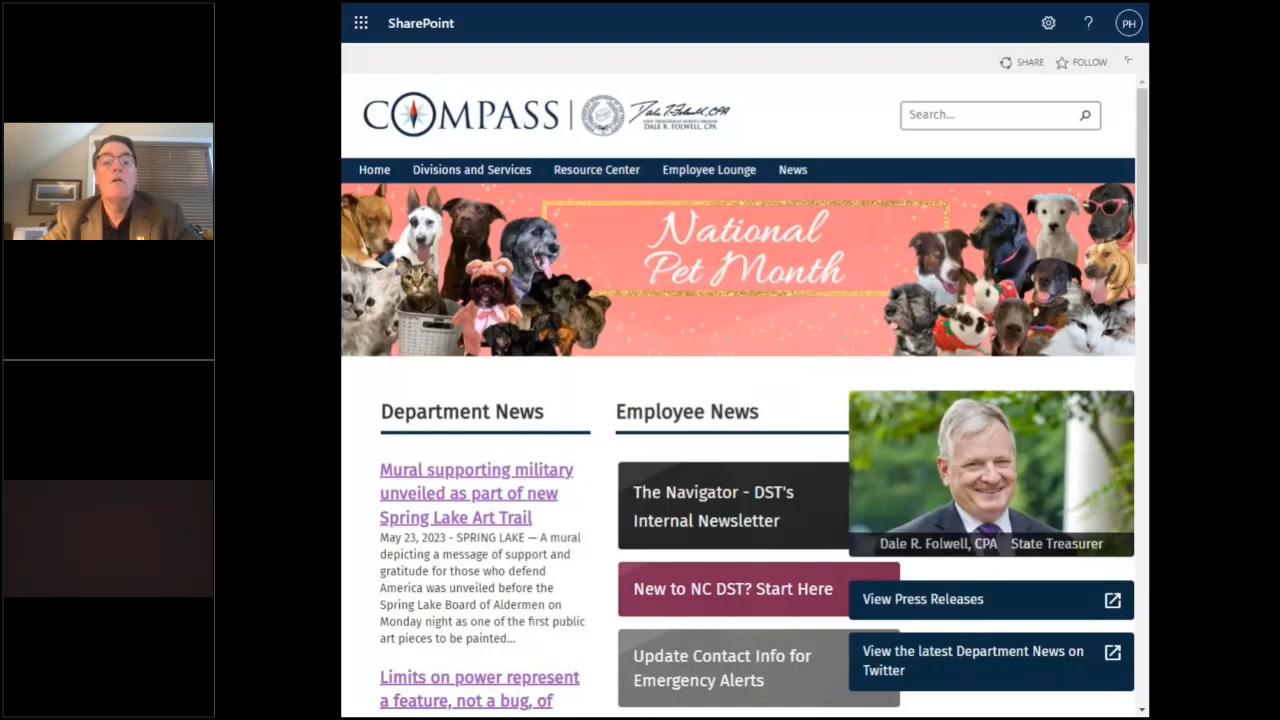 SharePoint
PH
SHARE
FOLLOW
COMPASS
DALE R. FOLWELL, CPA
Search...
Home Divisions and Services Resource Center Employee Lounge News
National
Pet Month
Department News
Mural supporting military
unveiled as part of new
Spring Lake Art Trail
May 23, 2023 - SPRING LAKE — A mural
depicting a message of support and
gratitude for those who defend
America was unveiled before the
Spring Lake Board of Aldermen on
Monday night as one of the first public
art pieces to be painted...
Limits on power represent
a feature, not a bug, of
Employee News
The Navigator - DST's
Internal Newsletter
New to NC DST? Start Here
Update Contact Info for
Emergency Alerts
Dale R. Folwell, CPA State Treasurer
View Press Releases
View the latest Department News on
Twitter